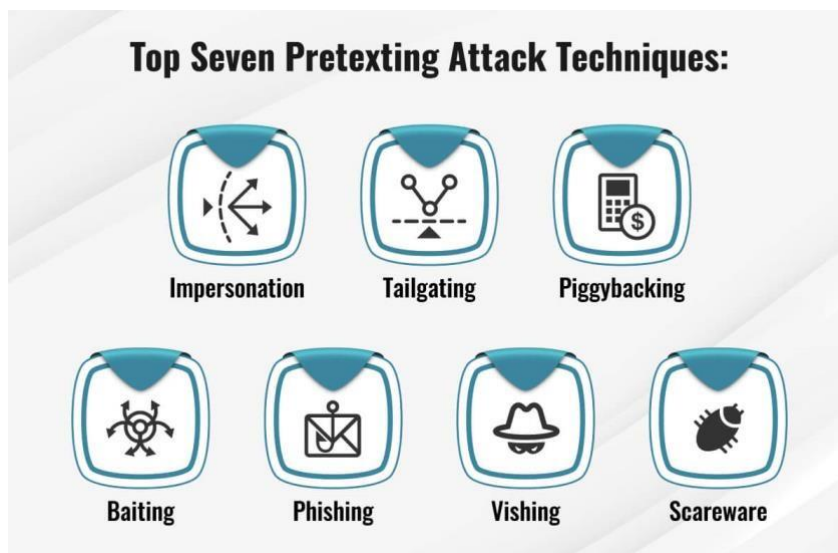 Top Seven Pretexting Attack Techniques:
Impersonation
Tailgating
Piggybacking
$
Baiting
Phishing
Vishing
Scareware